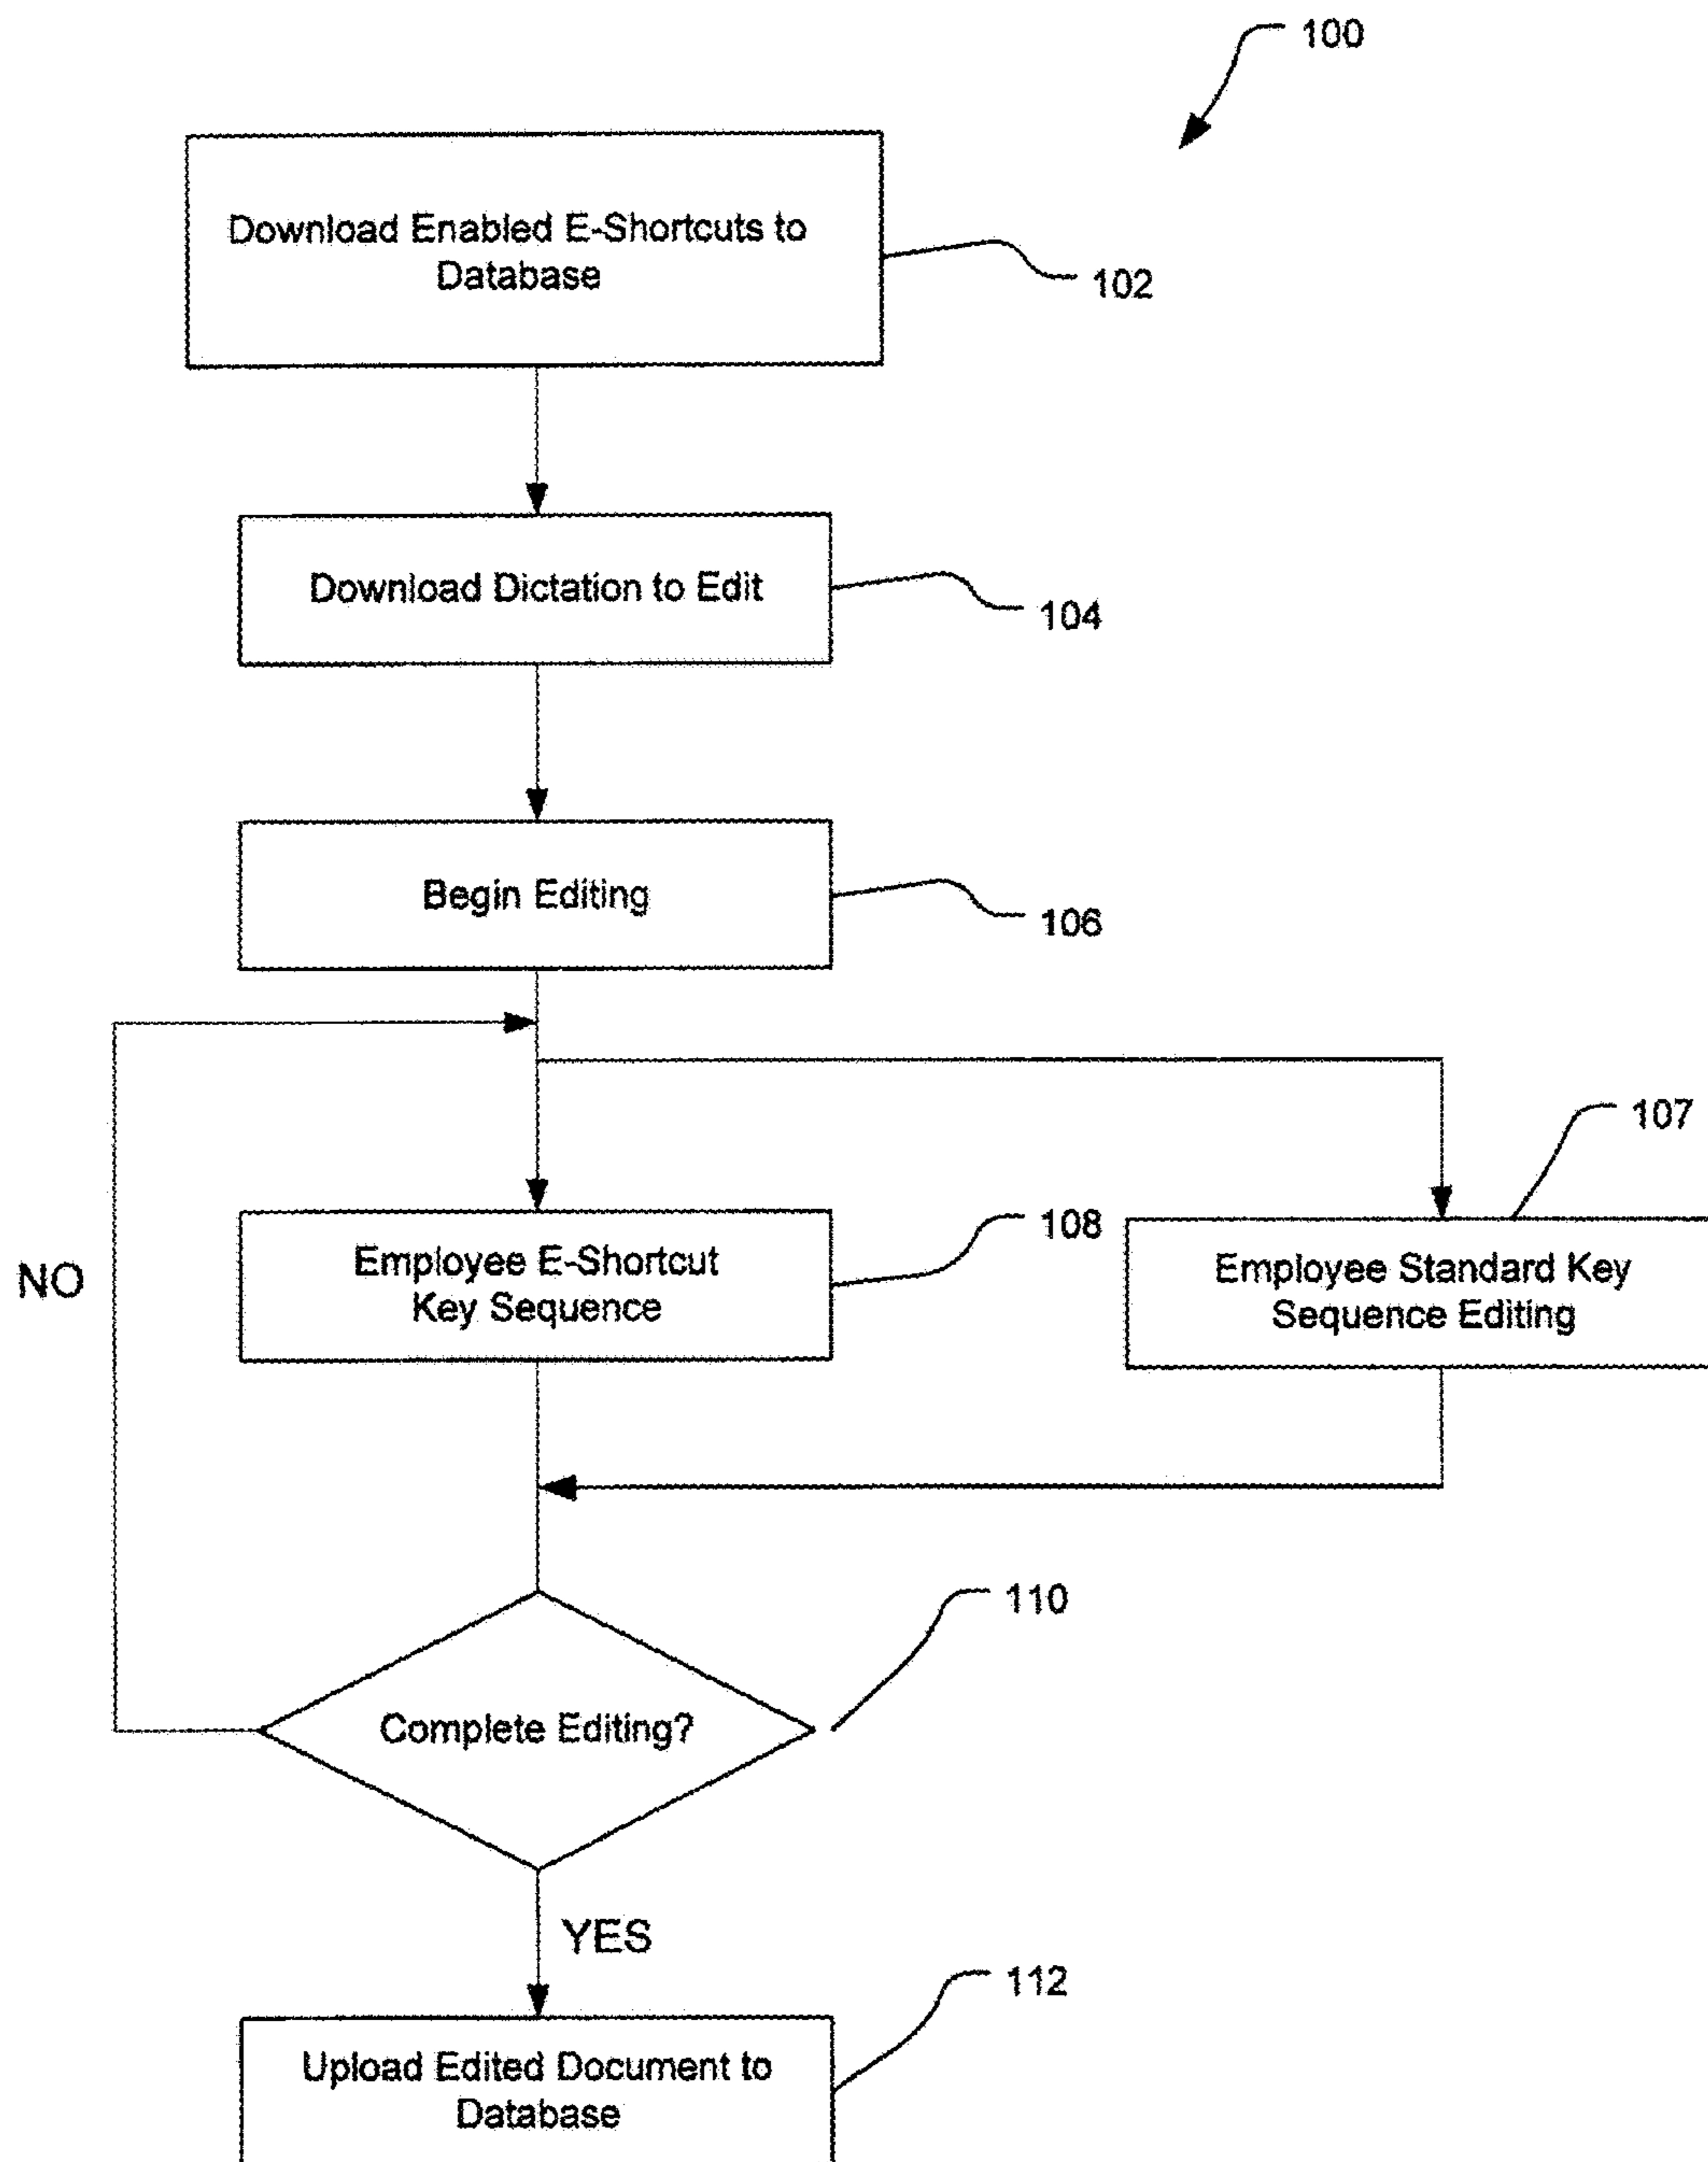 100
Download Enabled E-Shortcuts to
Database
102
Download Dictation to Edit
104
Begin Editing
106
107
Employee E-Shortcut
Key Sequence
108
Employee Standard Key
Sequence Editing
NO
110
Complete Editing?
YES
112
Upload Edited Document to
Database